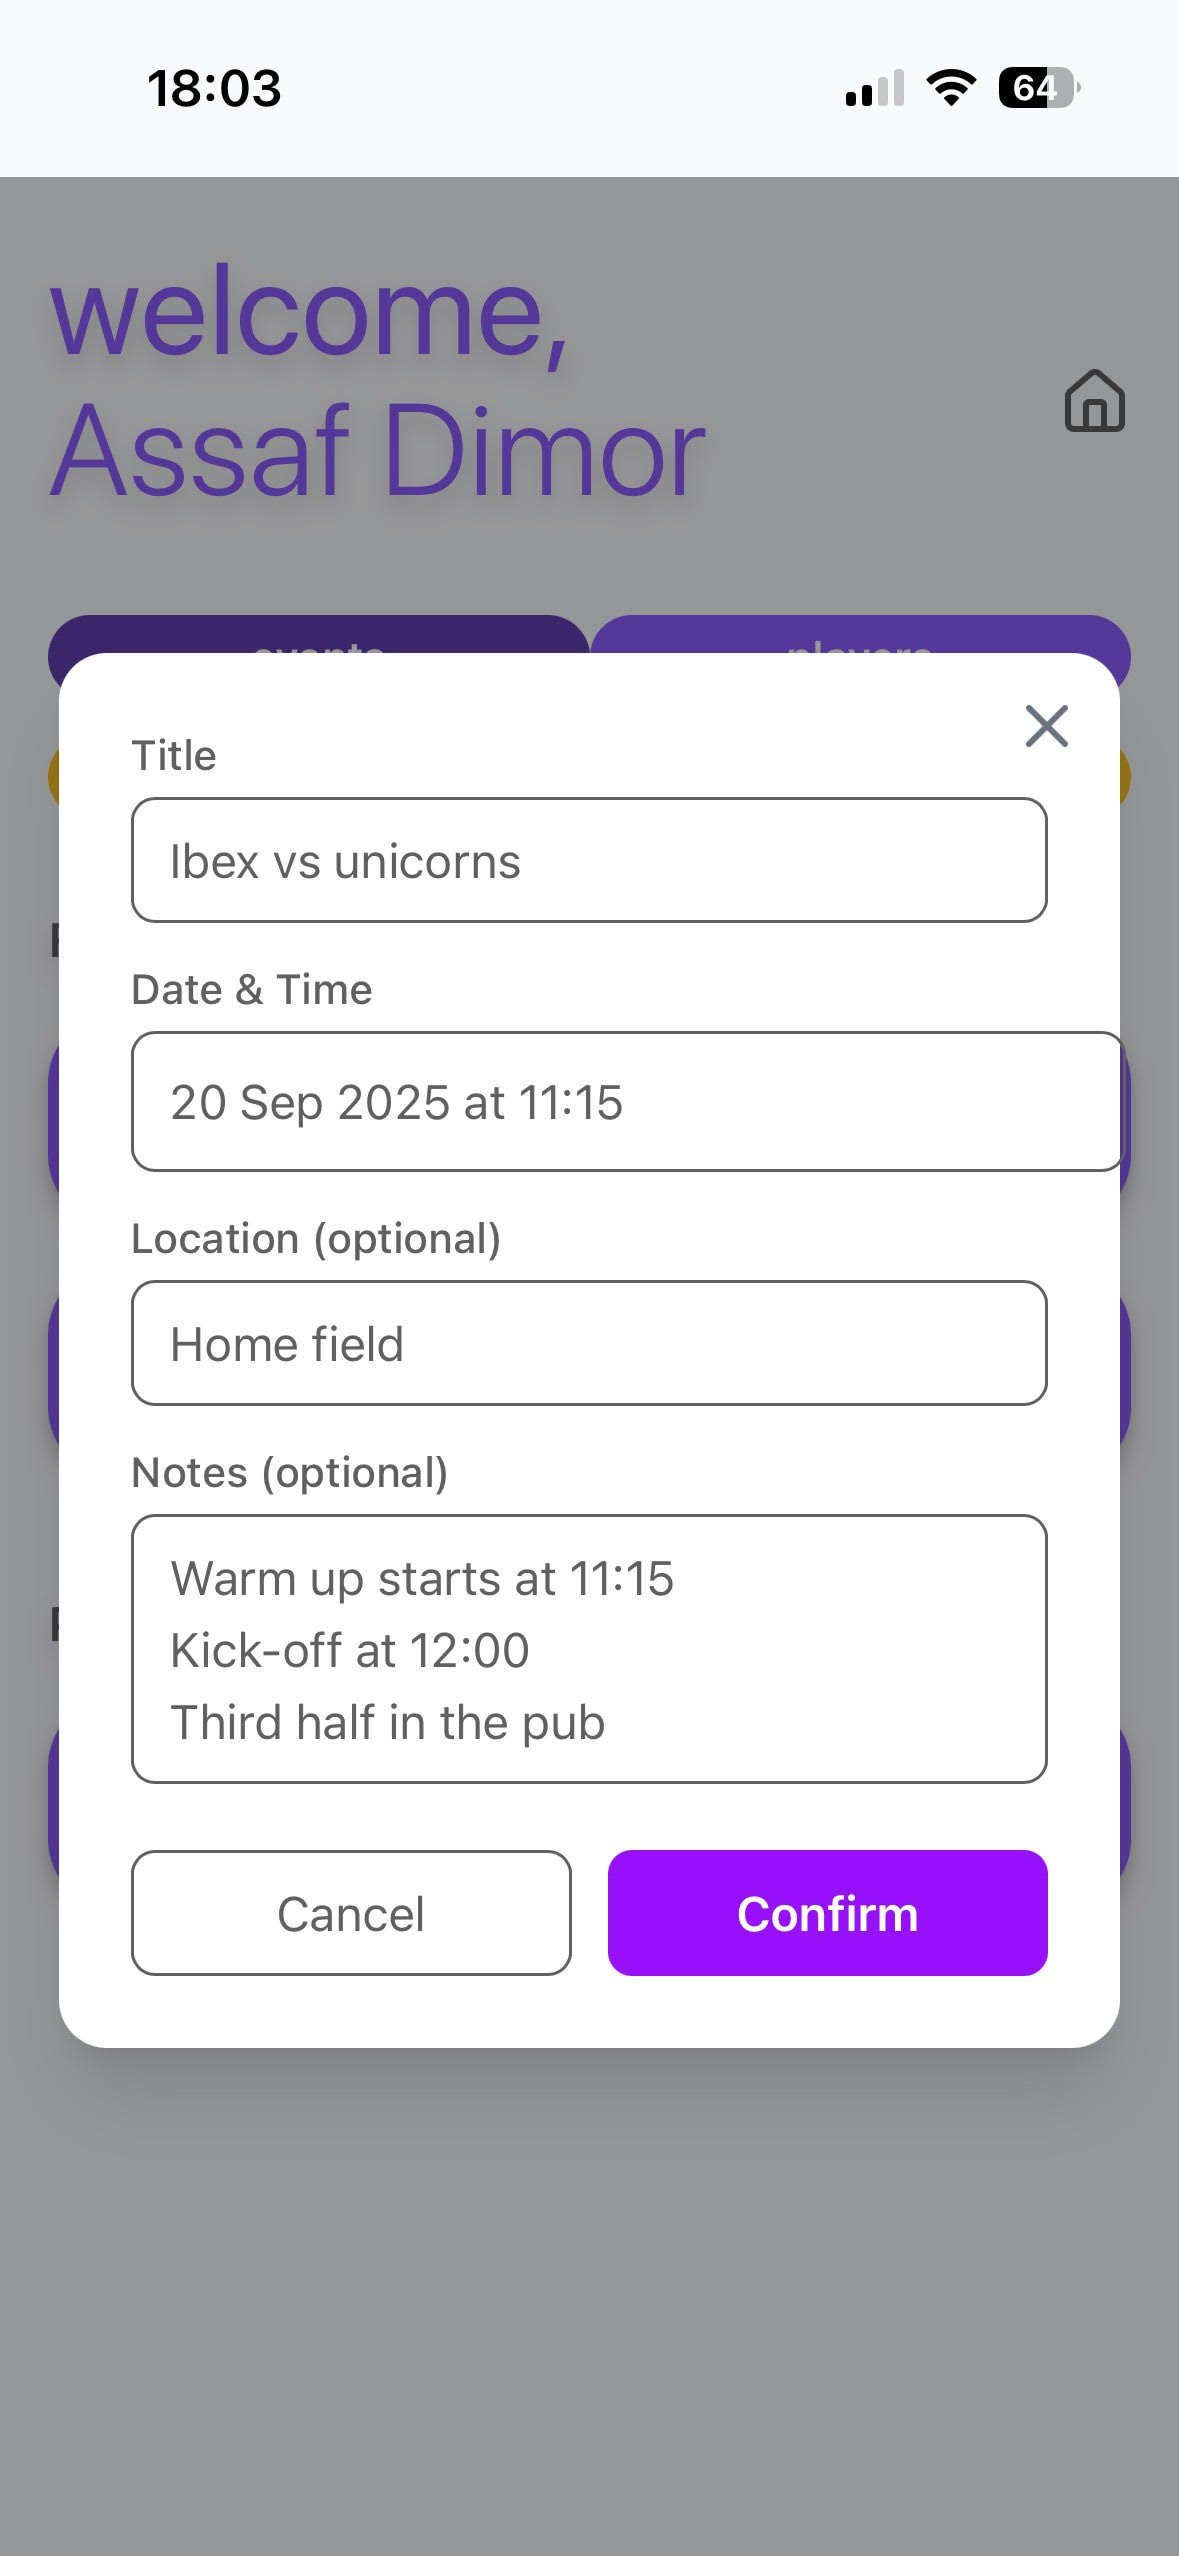 18:03
64
welcome,
Assaf Dimor
events
players
Title
Ibex vs unicorns
Date & Time
20 Sep 2025 at 11:15
Location (optional)
Home field
Notes (optional)
Warm up starts at 11:15
Kick-off at 12:00
Third half in the pub
Cancel
Confirm